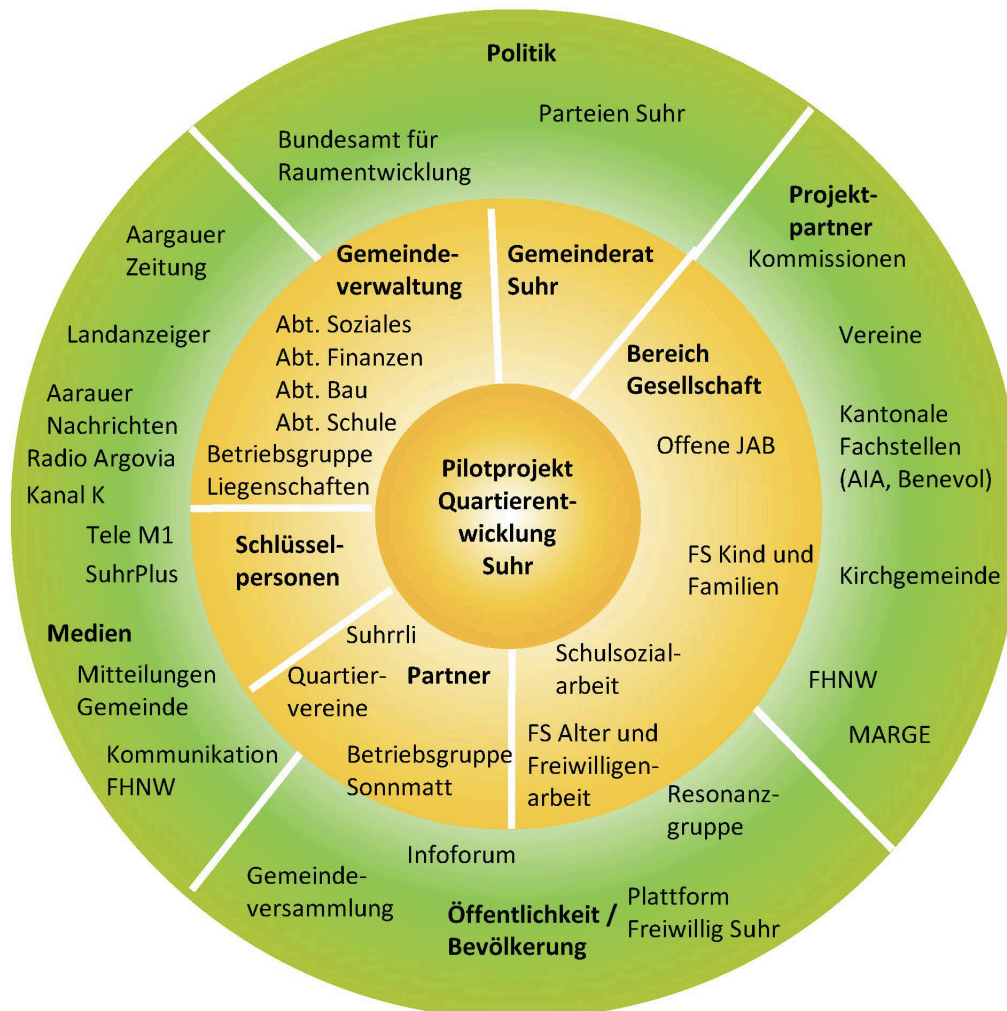 Politik
Parteien Suhr
Bundesamt für
Raumentwicklung
Projekt-
partner
Kommissionen
Vereine
Kantonale
Fachstellen
(AIA, Benevol)
Kirchgemeinde
FHNW
MARGE
Aargauer
Zeitung
Landanzeiger
Aarauer
Nachrichten
Radio Argovia
Kanal K
Tele M1
SuhrPlus
Medien
Mitteilungen
Gemeinde
Kommunikation
FHNW
Gemeinde-
verwaltung
Abt. Soziales
Abt. Finanzen
Abt. Bau
Abt. Schule
Betriebsgruppe
Liegenschaften
Gemeinderat
Suhr
Bereich
Gesellschaft
Offene JAB
FS Kind und
Familien
Schulsozial-
arbeit
FS Alter und
Freiwilligen-
arbeit
Pilotprojekt
Quartierent-
wicklung
Suhr
Schlüssel-
personen
Suhrrli
Partner
Quartier-
vereine
Betriebsgruppe
Sonnmatt
Resonanz-
gruppe
Infoforum
Gemeinde-
versammlung
Öffentlichkeit /
Bevölkerung
Plattform
Freiwillig Suhr